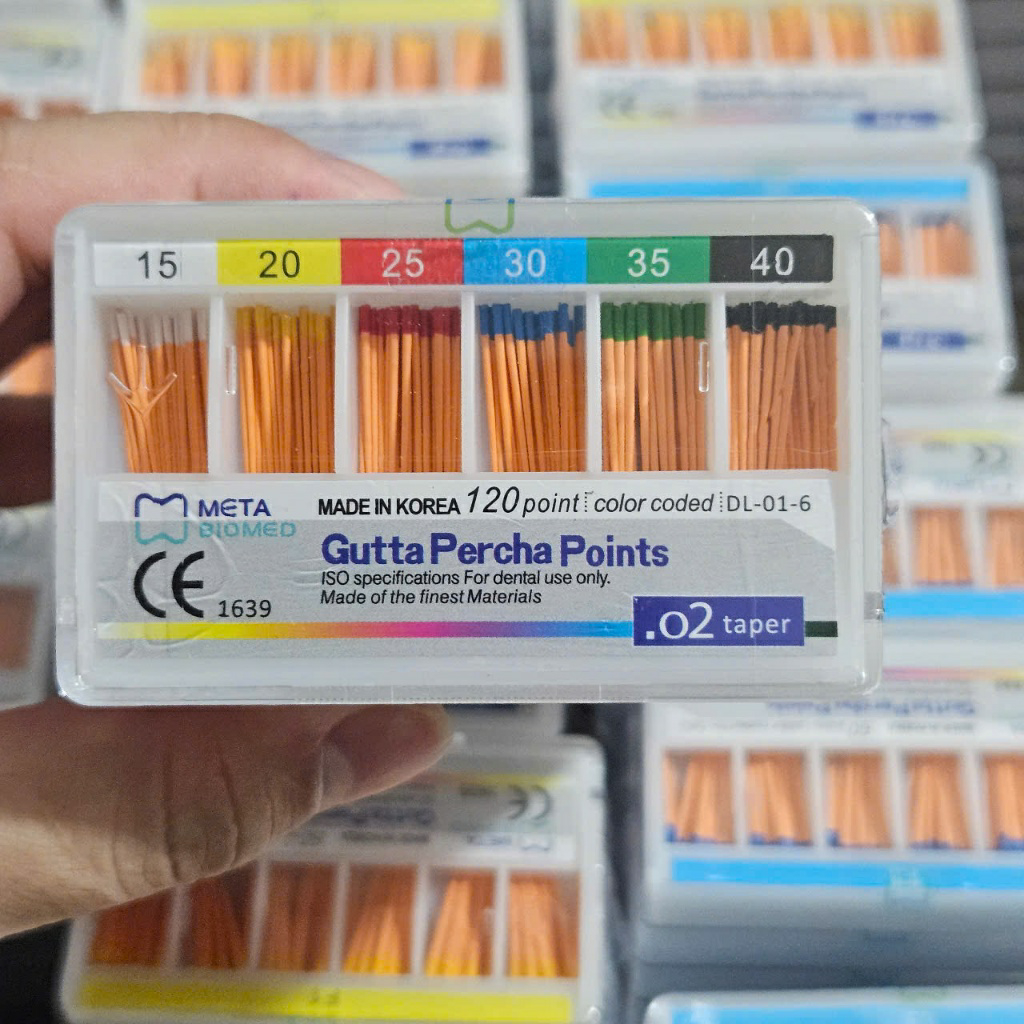 15 20 25 30 35 40
META
BIOMED
MADE IN KOREA 120 point color coded DL-01-6
Gutta Percha Points
ISO specifications For dental use only.
Made of the finest Materials
CE 1639
.02 taper